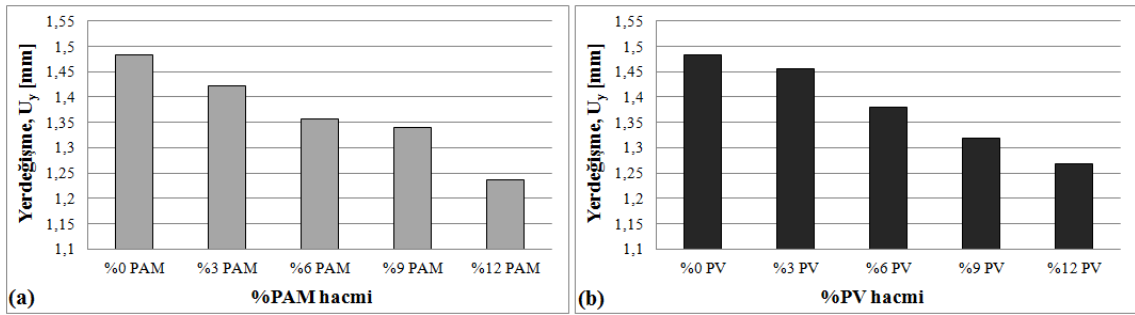 Yerdeğişme, Uy [mm]
1,55
1,5
1,45
1,4
1,35
1,3
1,25
1,2
1,15
1,1
%0 PAM %3 PAM %6 PAM %9 PAM %12 PAM
%PAM hacmi
(a)
Yerdeğişme, Uy [mm]
1,55
1,5
1,45
1,4
1,35
1,3
1,25
1,2
1,15
1,1
%0 PV %3 PV %6 PV %9 PV %12 PV
%PV hacmi
(b)